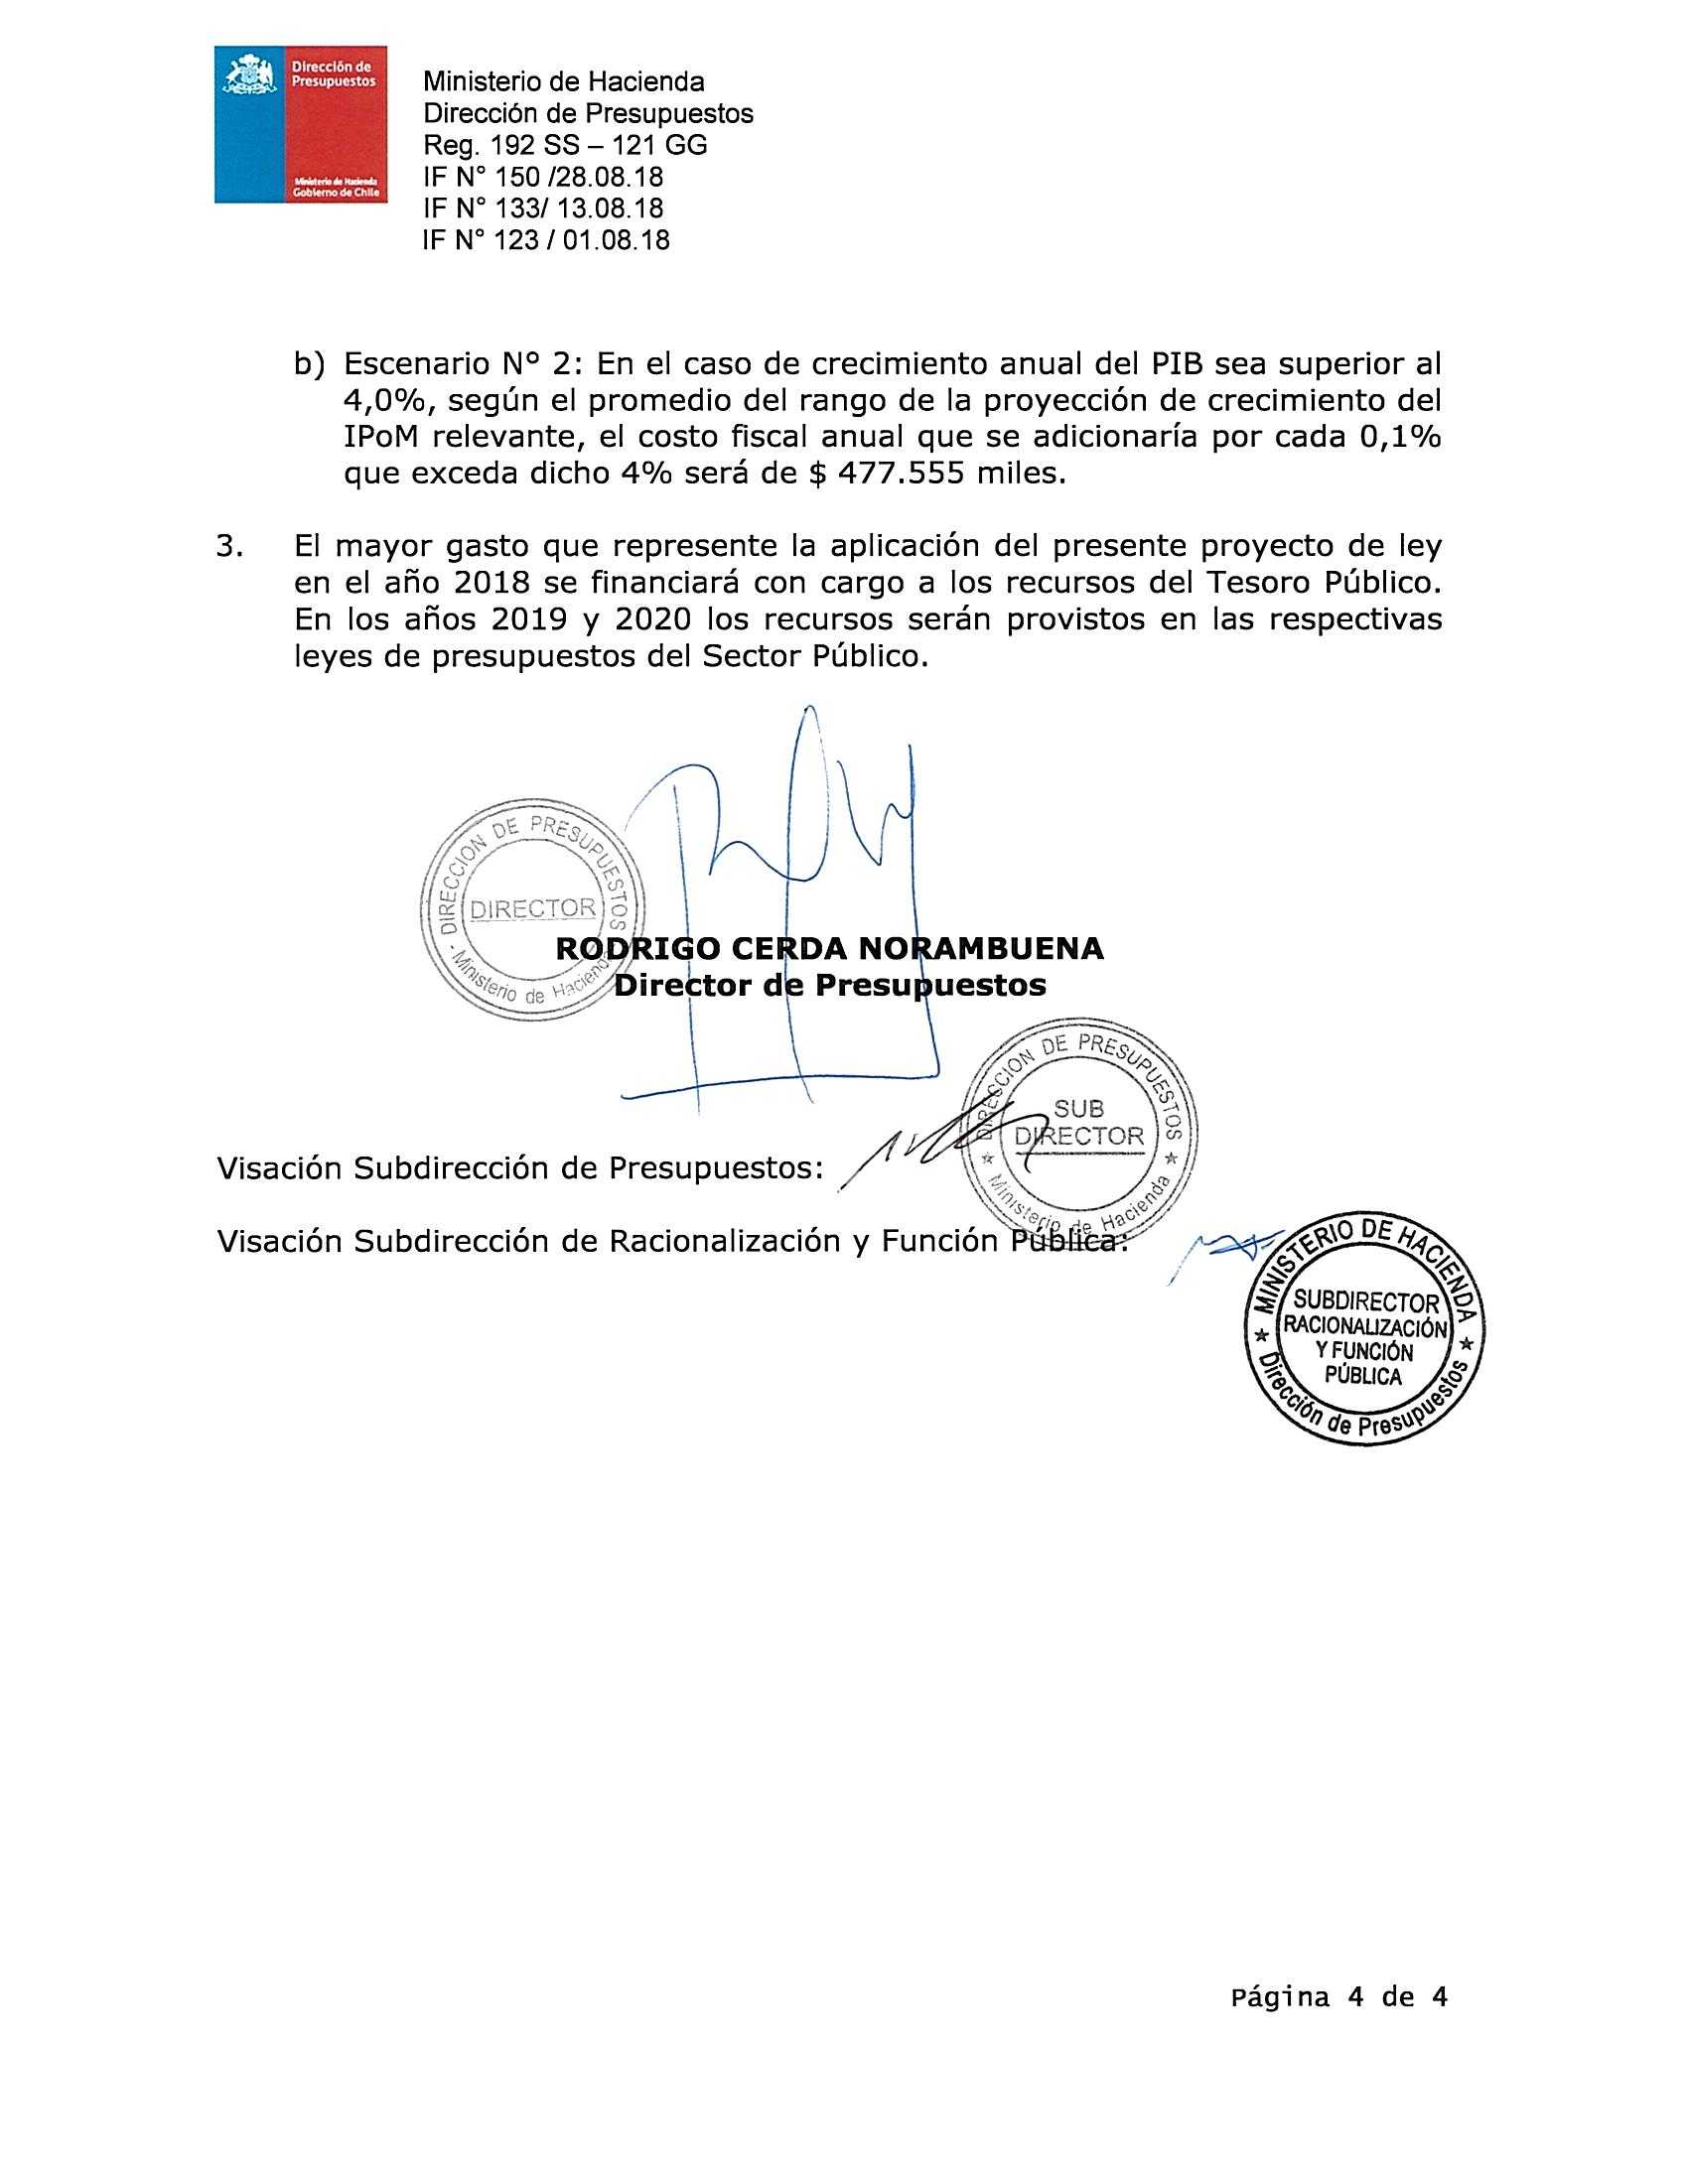 Dirección de
Presupuestos
Ministerio de Hacienda
Gobierno de Chile
Ministerio de Hacienda
Dirección de Presupuestos
Reg. 192 SS – 121 GG
IF N° 150 /28.08.18
IF N° 133/ 13.08.18
IF N° 123 / 01.08.18
b) Escenario Nº 2: En el caso de crecimiento anual del PIB sea superior al
4,0%, según el promedio del rango de la proyección de crecimiento del
IPoM relevante, el costo fiscal anual que se adicionaría por cada 0,1%
que exceda dicho 4% será de $ 477.555 miles.
3. El mayor gasto que represente la aplicación del presente proyecto de ley
en el año 2018 se financiará con cargo a los recursos del Tesoro Público.
En los años 2019 y 2020 los recursos serán provistos en las respectivas
leyes de presupuestos del Sector Público.
DIRECCION DE PRESUPUESTOS
DIRECTOR
Ministerio de Hacienda
RODRIGO CERDA NORAMBUENA
Director de Presupuestos
DIRECCION DE PRESUPUESTOS
SUB
DIRECTOR
Ministerio de Hacienda
Visación Subdirección de Presupuestos:
Visación Subdirección de Racionalización y Función Pública:
MINISTERIO DE HACIENDA
SUBDIRECTOR
RACIONALIZACIÓN
Y FUNCIÓN
PÚBLICA
Dirección de Presupuestos
Página 4 de 4